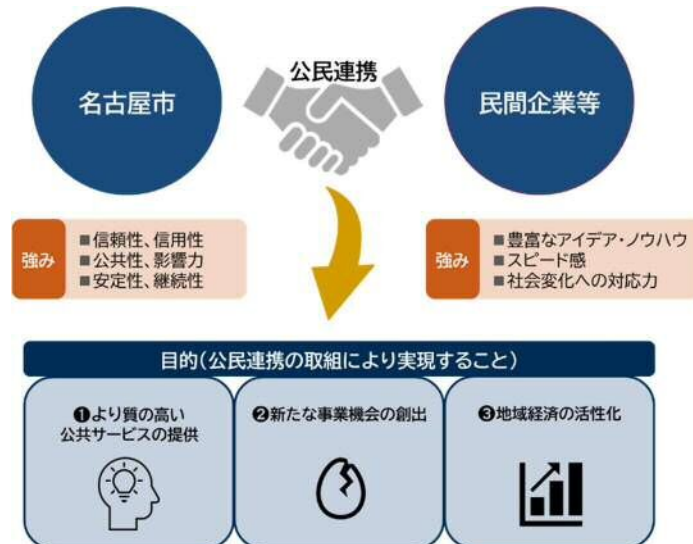 公民連携
名古屋市
民間企業等
強み
■信頼性、信用性
■公共性、影響力
■安定性、継続性
強み
■豊富なアイデア・ノウハウ
■スピード感
■社会変化への対応力
目的（公民連携の取組により実現すること）
❶より質の高い
公共サービスの提供
❷新たな事業機会の創出
❸地域経済の活性化